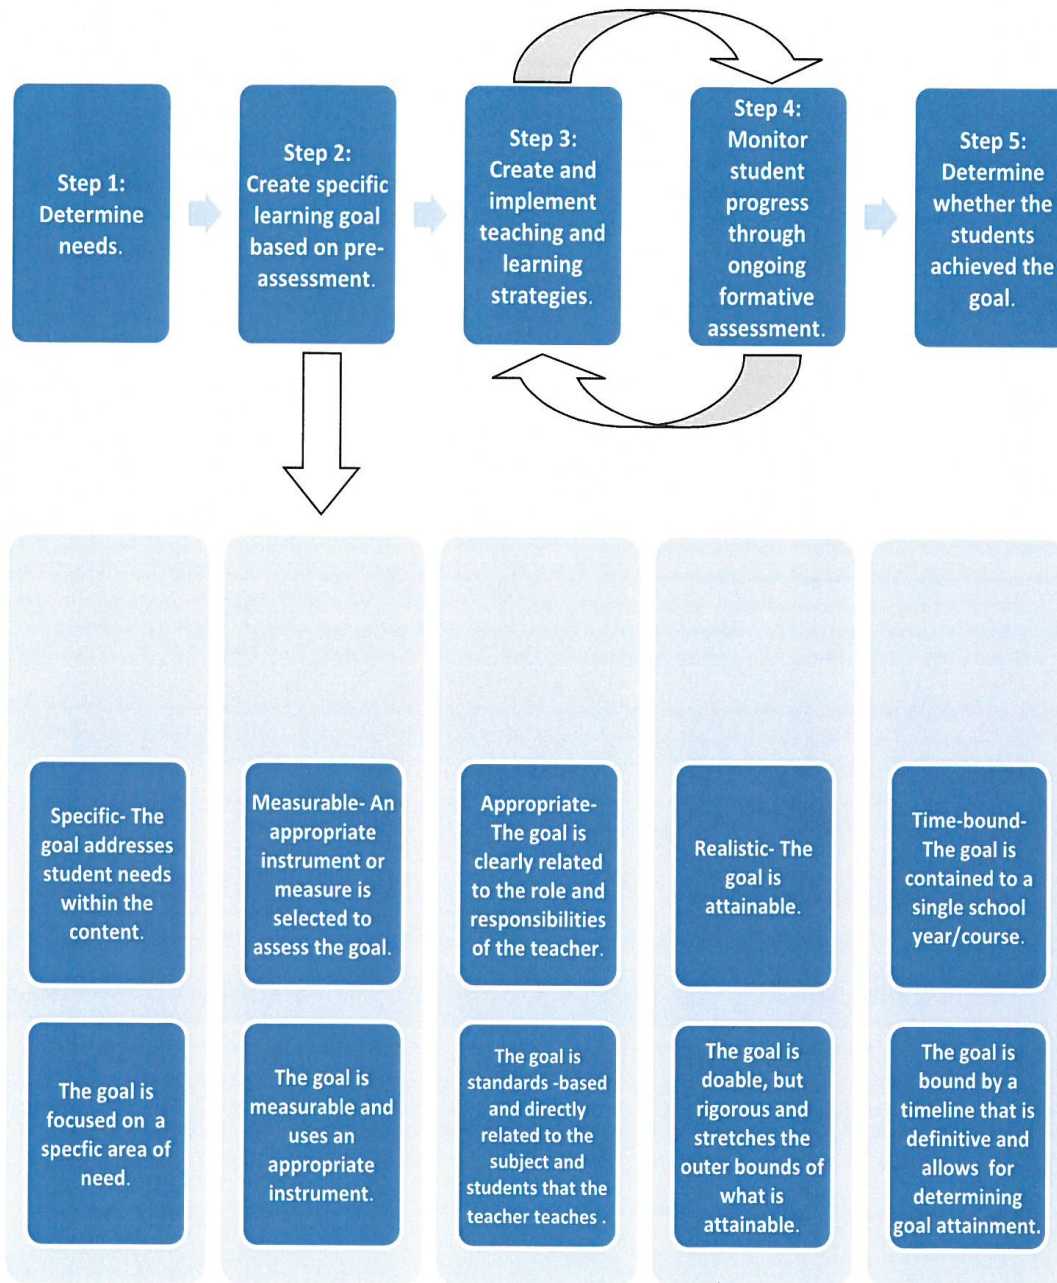 Step 1:
Determine
needs.
Step 2:
Create specific
learning goal
based on pre-
assessment.
Step 3:
Create and
implement
teaching and
learning
strategies.
Step 4:
Monitor
student
progress
through
ongoing
formative
assessment.
Step 5:
Determine
whether the
students
achieved the
goal.
Specific- The
goal addresses
student needs
within the
content.
Measurable- An
appropriate
instrument or
measure is
selected to
assess the goal.
Appropriate-
The goal is
clearly related
to the role and
responsibilities
of the teacher.
Realistic- The
goal is
attainable.
Time-bound-
The goal is
contained to a
single school
year/course.
The goal is
focused on a
specfic area of
need.
The goal is
measurable and
uses an
appropriate
instrument.
The goal is
standards -based
and directly
related to the
subject and
students that the
teacher teaches .
The goal is
doable, but
rigorous and
stretches the
outer bounds of
what is
attainable.
The goal is
bound by a
timeline that is
definitive and
allows for
determining
goal attainment.